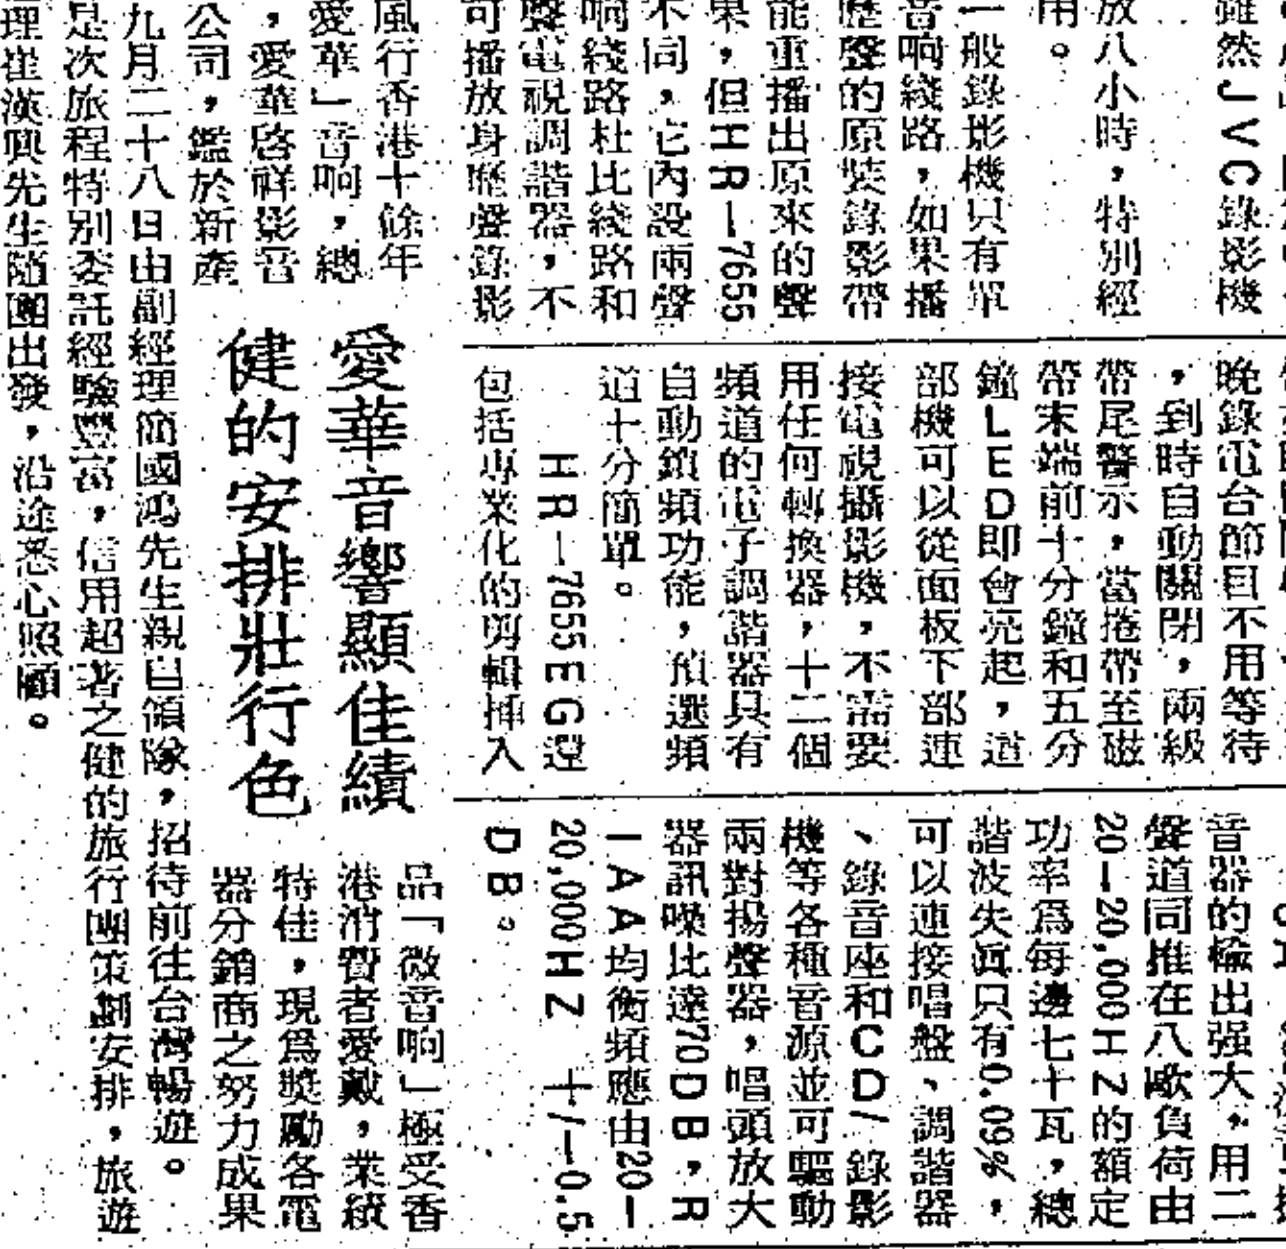 雖然JVC錄影機
放八小時，特別經
用。
一般錄影機只有單
音响綫路，如果播
歷聲的原裝錄影帶
能重播出原來的聲
果，但HR—7655
不同，它內設兩聲
响綫路杜比綫路和
聲電視調諧器，不
可播放身歷聲錄影
晚錄電台節目不用等待
，到時自動關閉，兩級
帶尾警示，當捲帶至磁
帶末端前十分鐘和五分
鐘LED即會亮起，這
部機可以從面板下部連
接電視攝影機，不需要
用任何轉換器，十二個
頻道的電子調諧器具有
自動鎖頻功能，預選頻
道十分簡單。
HR—7655EG還
包括專業化的剪輯挿入
音器的輸出强大，用二
聲道同推在八歐負荷由
20—20,000HZ的額定
功率爲每邊七十瓦，總
諧波失眞只有0.09%，
可以連接唱盤、調諧器
、錄音座和CD/錄影
機等各種音源並可驅動
兩對揚聲器，唱頭放大
器訊噪比達70DB，R
IAA均衡頻應由20—
20,000HZ +/—0.5
DB。
愛華音響顯佳績
健的安排壯行色
風行香港十餘年
愛華」音响，總
，愛華啓祥影音
公司，鑑於新產
品「微音响」極受香
港消費者愛戴，業績
特佳，現爲獎勵各電
器分銷商之努力成果
九月二十八日由副經理簡國鴻先生親自領隊，招待前往台灣暢遊。
是次旅程特別委託經驗豐富，信用超著之健的旅行團策劃安排，旅遊
理崔漢興先生隨團出發，沿途悉心照顧。